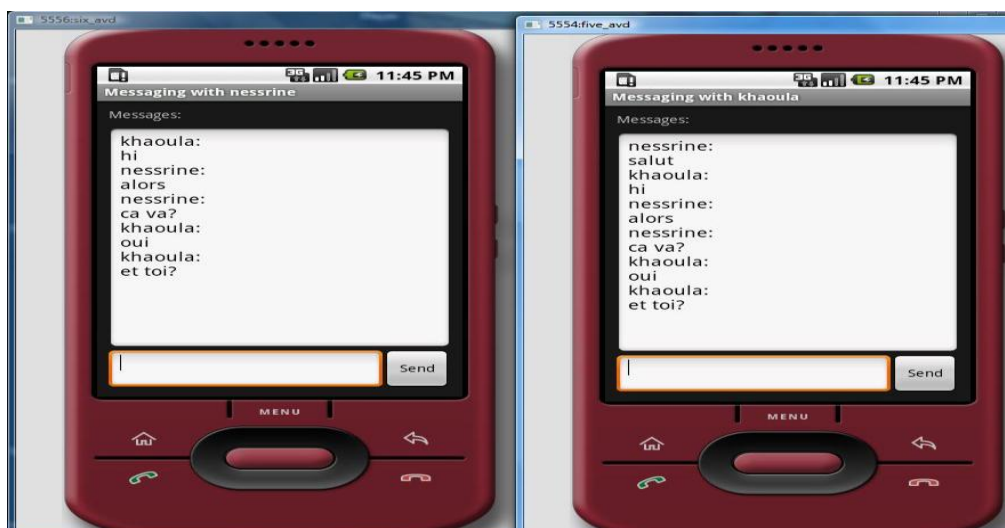 5556:six_avd
3G 11:45 PM
Messaging with nessrine
Messages:
khaoula:
hi
nessrine:
alors
nessrine:
ca va?
khaoula:
oui
khaoula:
et toi?
Send
MENU
5554:five_avd
3G 11:45 PM
Messaging with khaoula
Messages:
nessrine:
salut
khaoula:
hi
nessrine:
alors
nessrine:
ca va?
khaoula:
oui
khaoula:
et toi?
Send
MENU